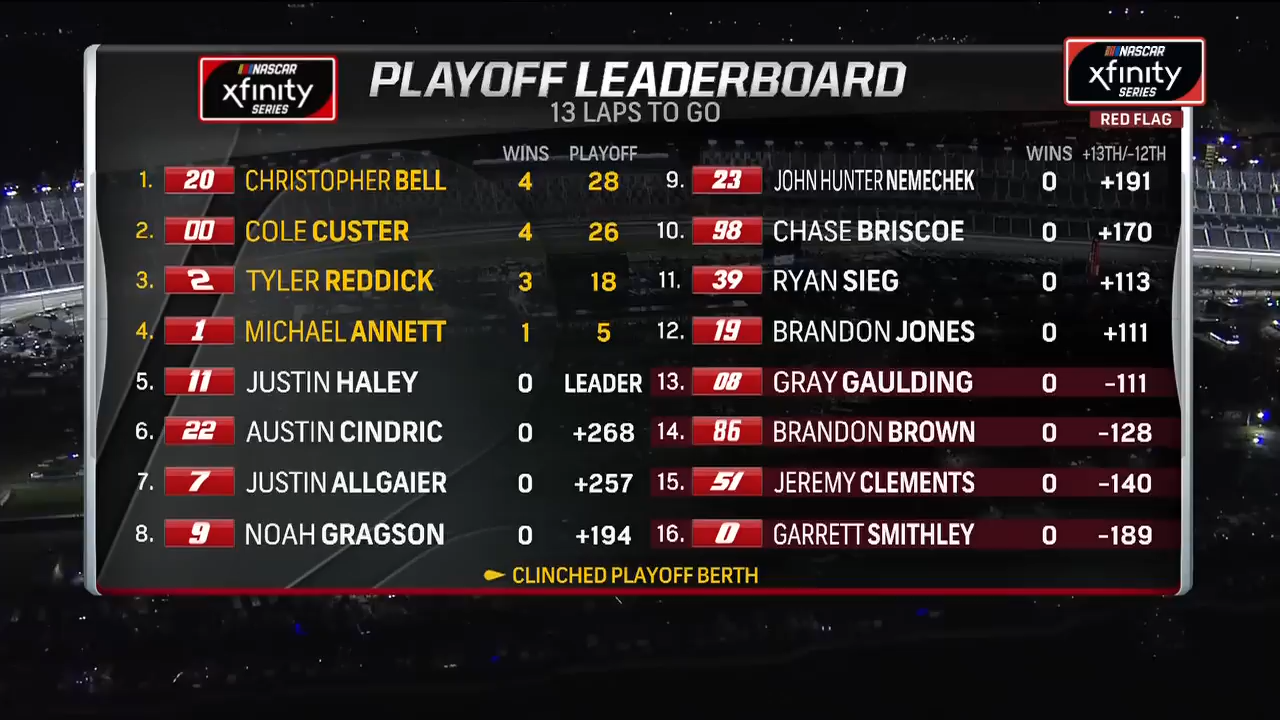 NASCAR
xfinity
SERIES
PLAYOFF LEADERBOARD
13 LAPS TO GO
NASCAR
xfinity
SERIES
RED FLAG
WINS PLAYOFF
1. 20 CHRISTOPHER BELL 4 28
2. 00 COLE CUSTER 4 26
3. 2 TYLER REDDICK 3 18
4. 1 MICHAEL ANNETT 1 5
5. 11 JUSTIN HALEY 0 LEADER
6. 22 AUSTIN CINDRIC 0 +268
7. 7 JUSTIN ALLGAIER 0 +257
8. 9 NOAH GRAGSON 0 +194
WINS +13TH/-12TH
9. 23 JOHN HUNTER NEMECHEK 0 +191
10. 98 CHASE BRISCOE 0 +170
11. 39 RYAN SIEG 0 +113
12. 19 BRANDON JONES 0 +111
13. 08 GRAY GAULDING 0 -111
14. 86 BRANDON BROWN 0 -128
15. 51 JEREMY CLEMENTS 0 -140
16. 0 GARRETT SMITHLEY 0 -189
CLINCHED PLAYOFF BERTH